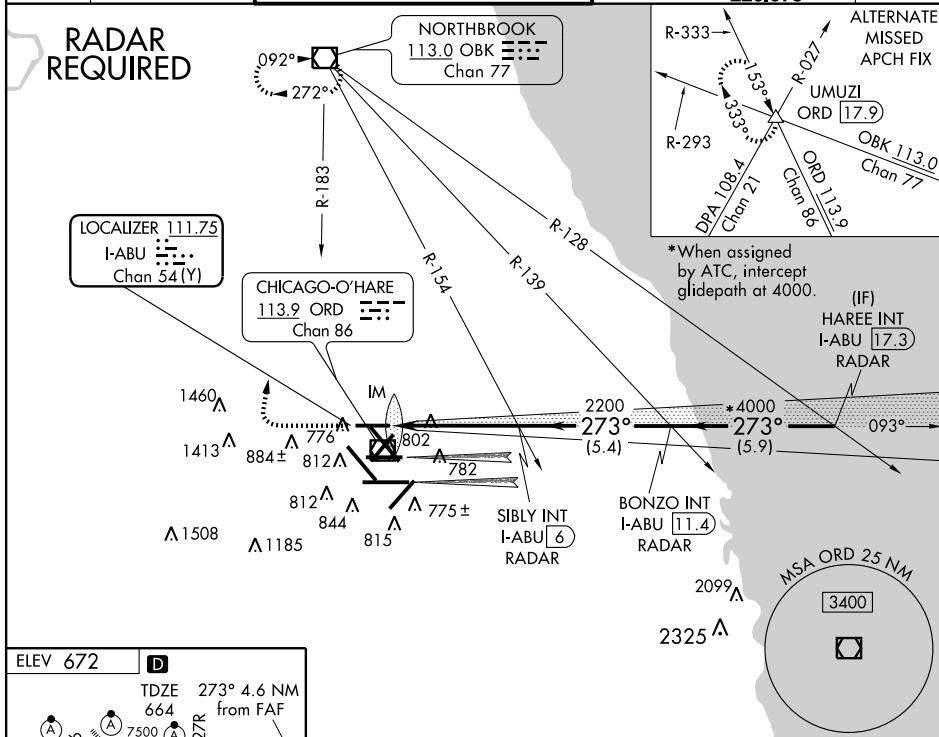 RADAR
REQUIRED
NORTHBROOK
113.0 OBK
Chan 77
092°
272°
R-183
R-154
R-139
R-128
ALTERNATE
MISSED
APCH FIX
R-333
R-027
153°
333°
UMUZI
ORD 17.9
R-293
OBK 113.0
Chan 77
DPA 108.4
Chan 21
ORD 113.9
Chan 86
*When assigned
by ATC, intercept
glidepath at 4000.
LOCALIZER 111.75
I-ABU
Chan 54 (Y)
CHICAGO-O'HARE
113.9 ORD
Chan 86
(IF)
HAREE INT
I-ABU 17.3
RADAR
IM
2200
273°
(5.4)
*4000
273°
(5.9)
093°
1460
1413
884±
776
802
812
782
812
844
815
775±
1508
1185
SIBLY INT
I-ABU 6
RADAR
BONZO INT
I-ABU 11.4
RADAR
2099
2325
MSA ORD 25 NM
3400
ELEV 672
D
TDZE
664
273° 4.6 NM
from FAF
A
A
7500
A
27R